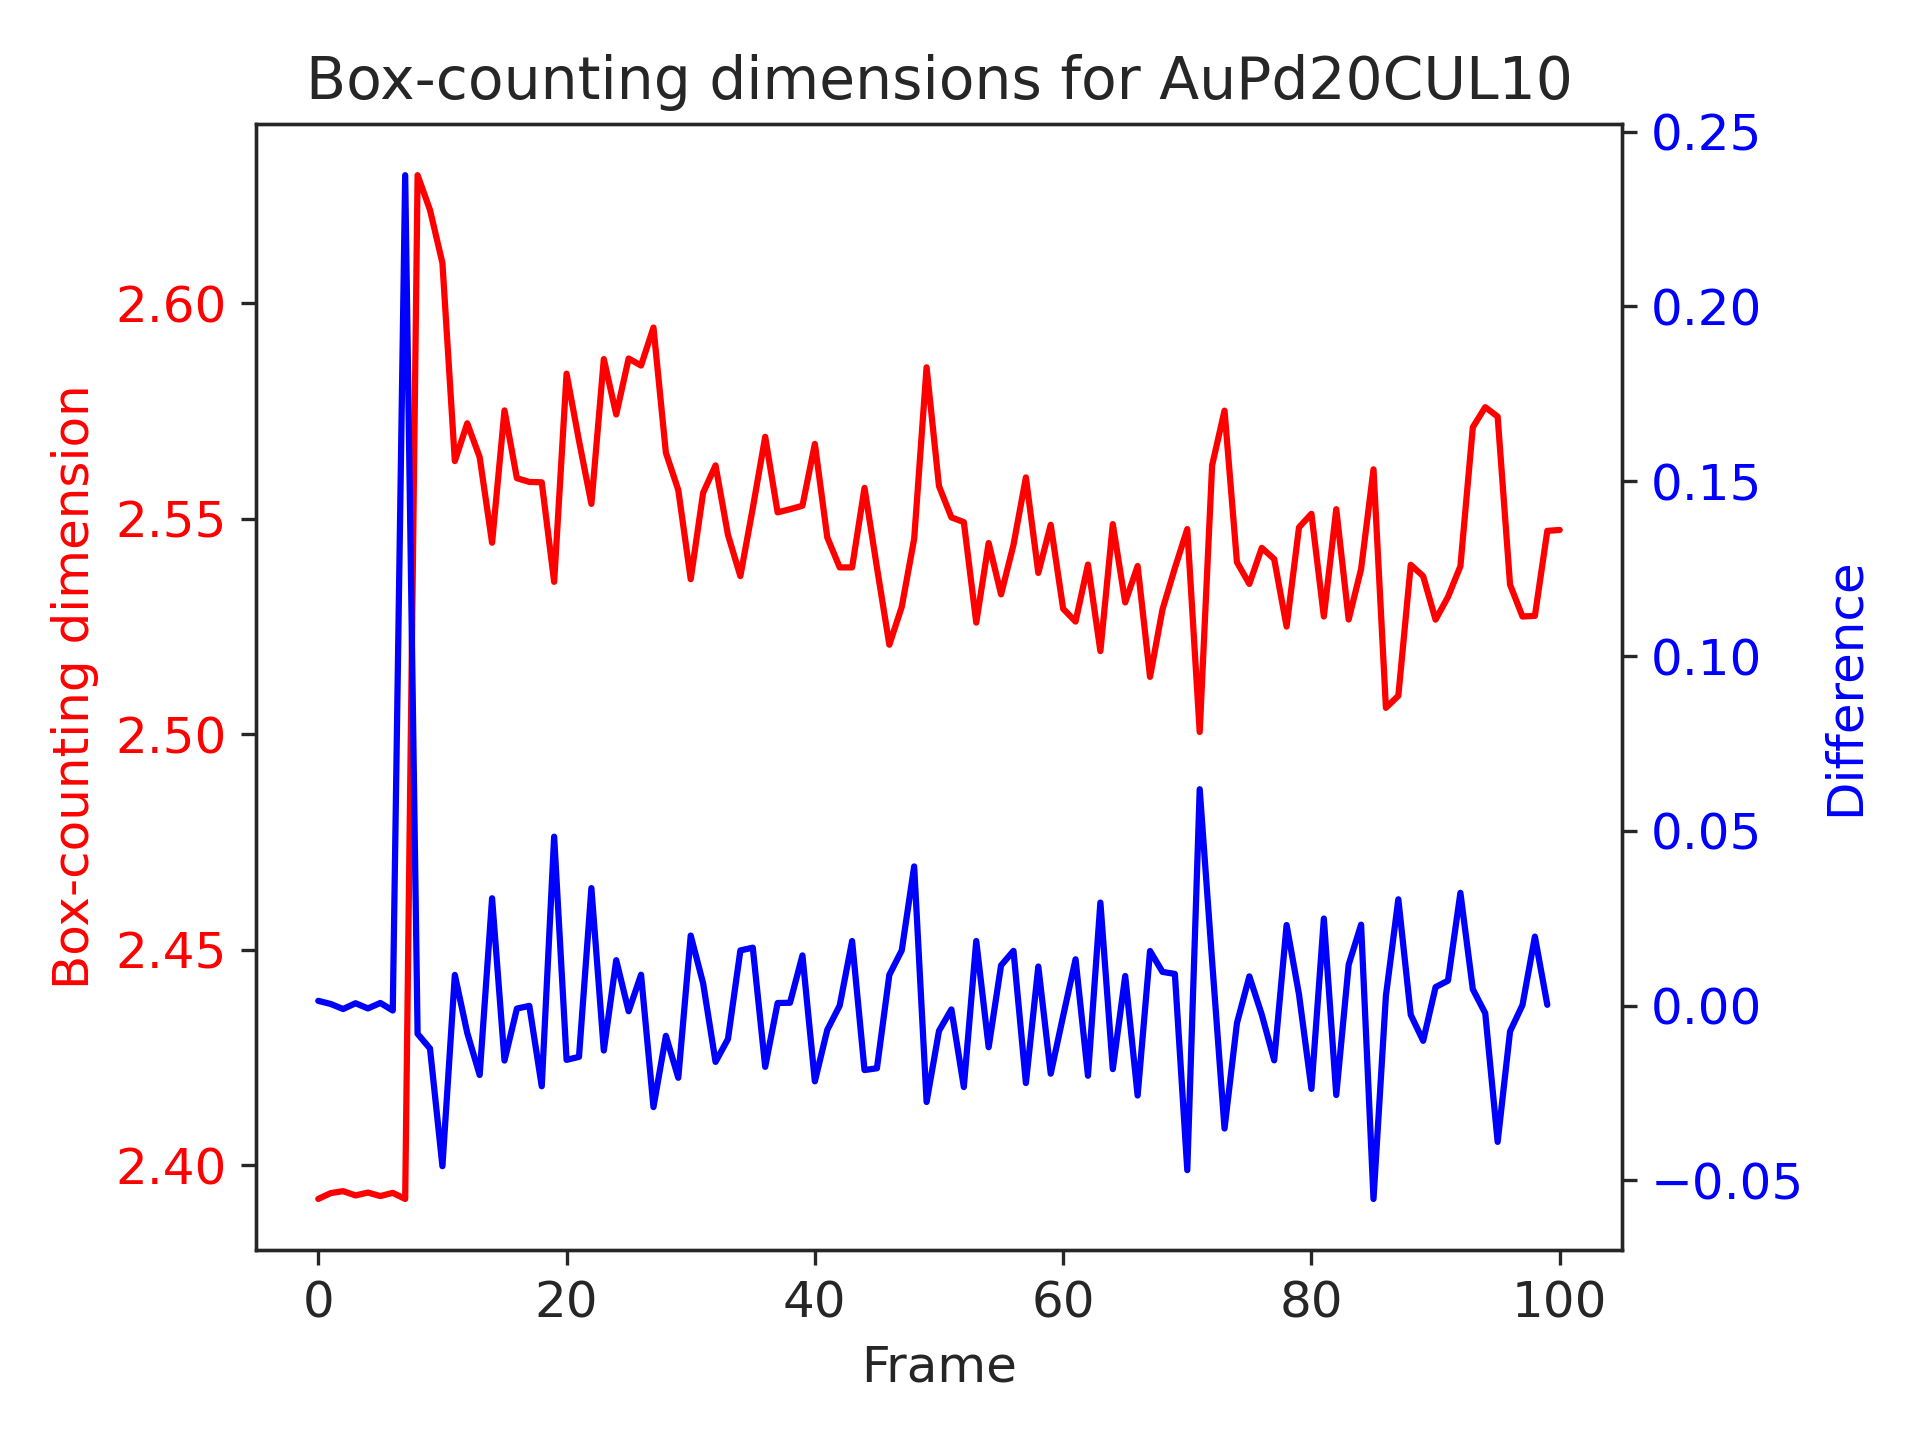 Box-counting dimensions for AuPd20CUL10
Box-counting dimension
2.60
2.55
2.50
2.45
2.40
0.25
0.20
0.15
0.10
0.05
0.00
−0.05
Difference
0 20 40 60 80 100
Frame